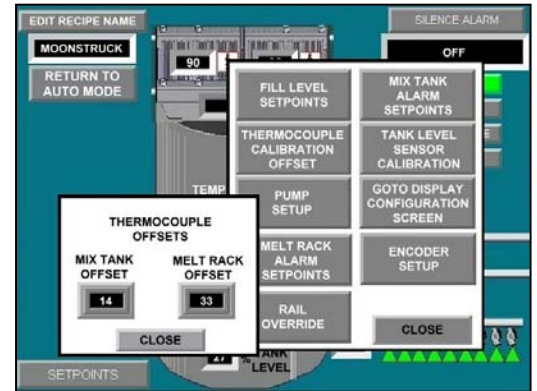 EDIT RECIPE NAME
MOONSTRUCK
RETURN TO
AUTO MODE
SILENCE ALARM
OFF
90
FILL LEVEL
SETPOINTS
MIX TANK
ALARM
SETPOINTS
THERMOCOUPLE
CALIBRATION
OFFSET
TANK LEVEL
SENSOR
CALIBRATION
TEMP
PUMP
SETUP
GOTO DISPLAY
CONFIGURATION
SCREEN
MELT RACK
ALARM
SETPOINTS
ENCODER
SETUP
RAIL
OVERRIDE
CLOSE
THERMOCOUPLE
OFFSETS
MIX TANK
OFFSET
MELT RACK
OFFSET
14
33
CLOSE
27 % TANK
LEVEL
SETPOINTS